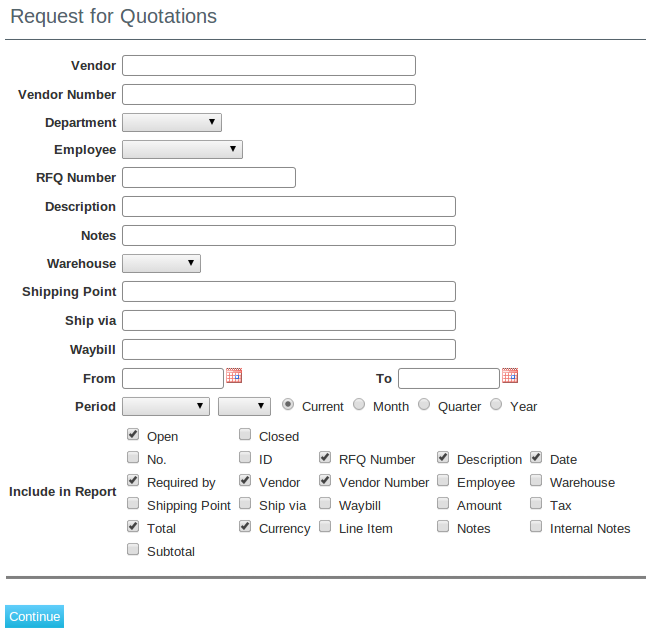 Request for Quotations
Vendor
Vendor Number
Department
Employee
RFQ Number
Description
Notes
Warehouse
Shipping Point
Ship via
Waybill
From To
Period Current Month Quarter Year
Open Closed
No. ID RFQ Number Description Date
Required by Vendor Vendor Number Employee Warehouse
Include in Report
Shipping Point Ship via Waybill Amount Tax
Total Currency Line Item Notes Internal Notes
Subtotal
Continue